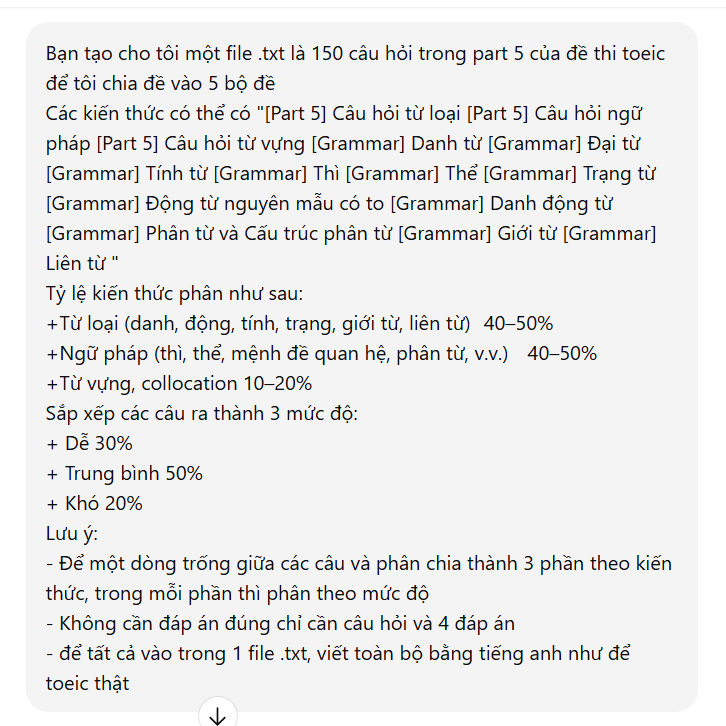 Bạn tạo cho tôi một file .txt là 150 câu hỏi trong part 5 của đề thi toeic
để tôi chia đề vào 5 bộ đề
Các kiến thức có thể có "[Part 5] Câu hỏi từ loại [Part 5] Câu hỏi ngữ
pháp [Part 5] Câu hỏi từ vựng [Grammar] Danh từ [Grammar] Đại từ
[Grammar] Tính từ [Grammar] Thì [Grammar] Thể [Grammar] Trạng từ
[Grammar] Động từ nguyên mẫu có to [Grammar] Danh động từ
[Grammar] Phân từ và Cấu trúc phân từ [Grammar] Giới từ [Grammar]
Liên từ "
Tỷ lệ kiến thức phân như sau:
+Từ loại (danh, động, tính, trạng, giới từ, liên từ) 40–50%
+Ngữ pháp (thì, thể, mệnh đề quan hệ, phân từ, v.v.) 40–50%
+Từ vựng, collocation 10–20%
Sắp xếp các câu ra thành 3 mức độ:
+ Dễ 30%
+ Trung bình 50%
+ Khó 20%
Lưu ý:
- Để một dòng trống giữa các câu và phân chia thành 3 phần theo kiến
thức, trong mỗi phần thì phân theo mức độ
- Không cần đáp án đúng chỉ cần câu hỏi và 4 đáp án
- để tất cả vào trong 1 file .txt, viết toàn bộ bằng tiếng anh như để
toeic thật